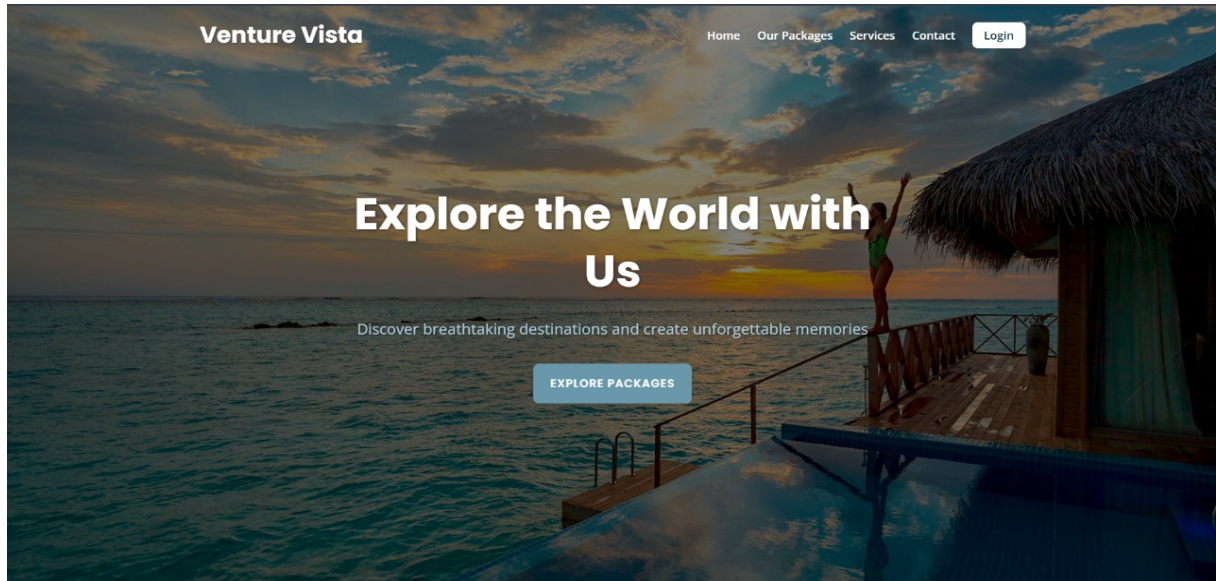 Venture Vista
Home Our Packages Services Contact Login
Explore the World with
Us
Discover breathtaking destinations and create unforgettable memories
EXPLORE PACKAGES